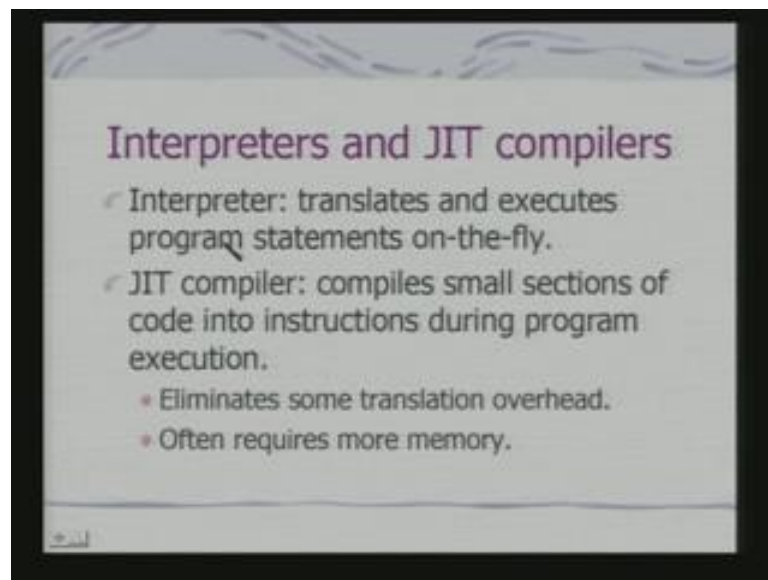 Interpreters and JIT compilers
Interpreter: translates and executes
program statements on-the-fly.
JIT compiler: compiles small sections of
code into instructions during program
execution.
Eliminates some translation overhead.
Often requires more memory.